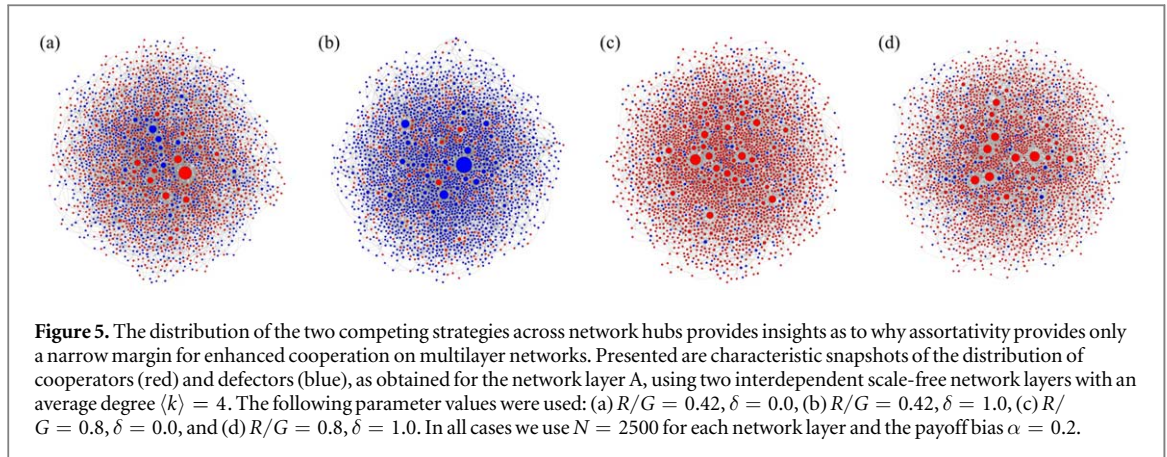 (a) (b) (c) (d)
Figure 5. The distribution of the two competing strategies across network hubs provides insights as to why assortativity provides only
a narrow margin for enhanced cooperation on multilayer networks. Presented are characteristic snapshots of the distribution of
cooperators (red) and defectors (blue), as obtained for the network layer A, using two interdependent scale-free network layers with an
average degree ⟨k⟩ = 4. The following parameter values were used: (a) R/G = 0.42, δ = 0.0, (b) R/G = 0.42, δ = 1.0, (c) R/
G = 0.8, δ = 0.0, and (d) R/G = 0.8, δ = 1.0. In all cases we use N = 2500 for each network layer and the payoff bias α = 0.2.